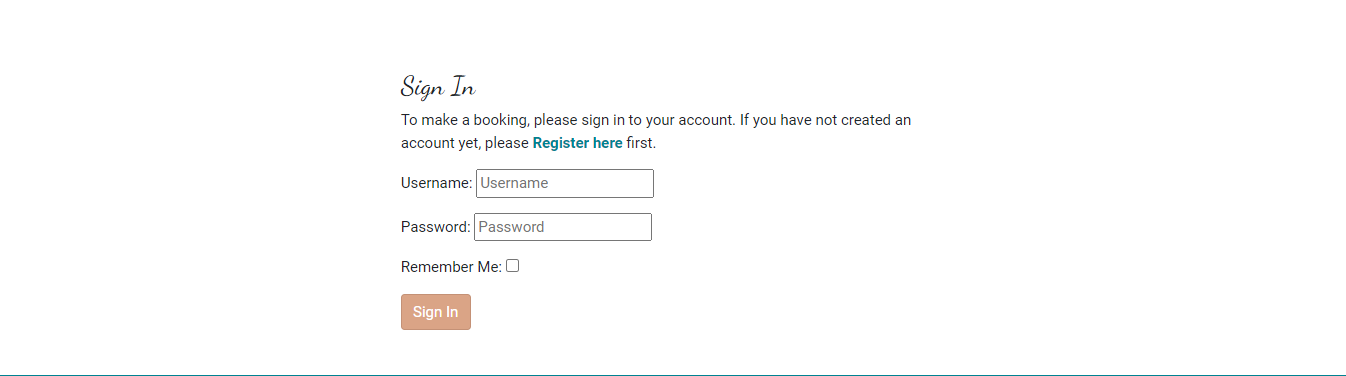 Sign In
To make a booking, please sign in to your account. If you have not created an
account yet, please Register here first.
Username: Username
Password: Password
Remember Me:
Sign In